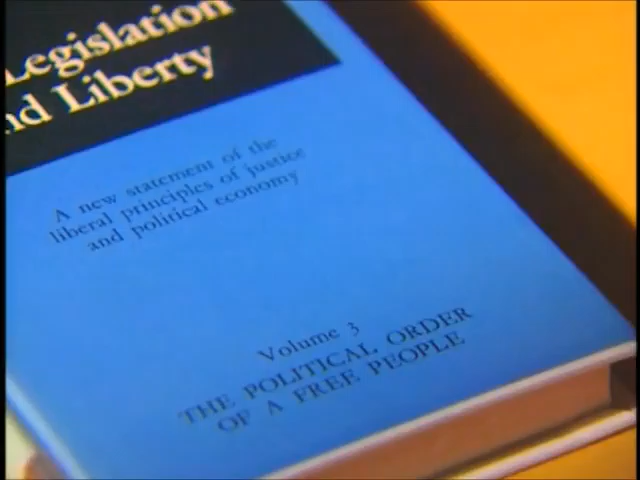 Legislation
nd Liberty
A new statement of the
liberal principles of justice
and political economy
Volume 3
THE POLITICAL ORDER
OF A FREE PEOPLE